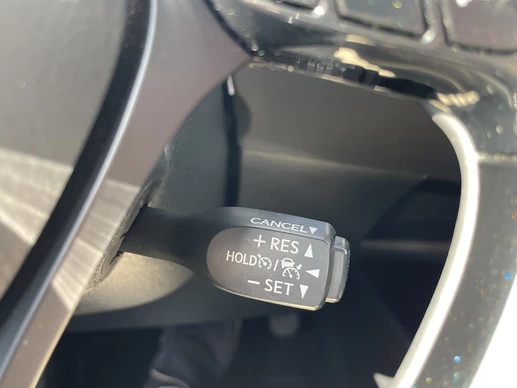 CANCEL▼
+ RES ▲
HOLD / ◀
− SET ▼